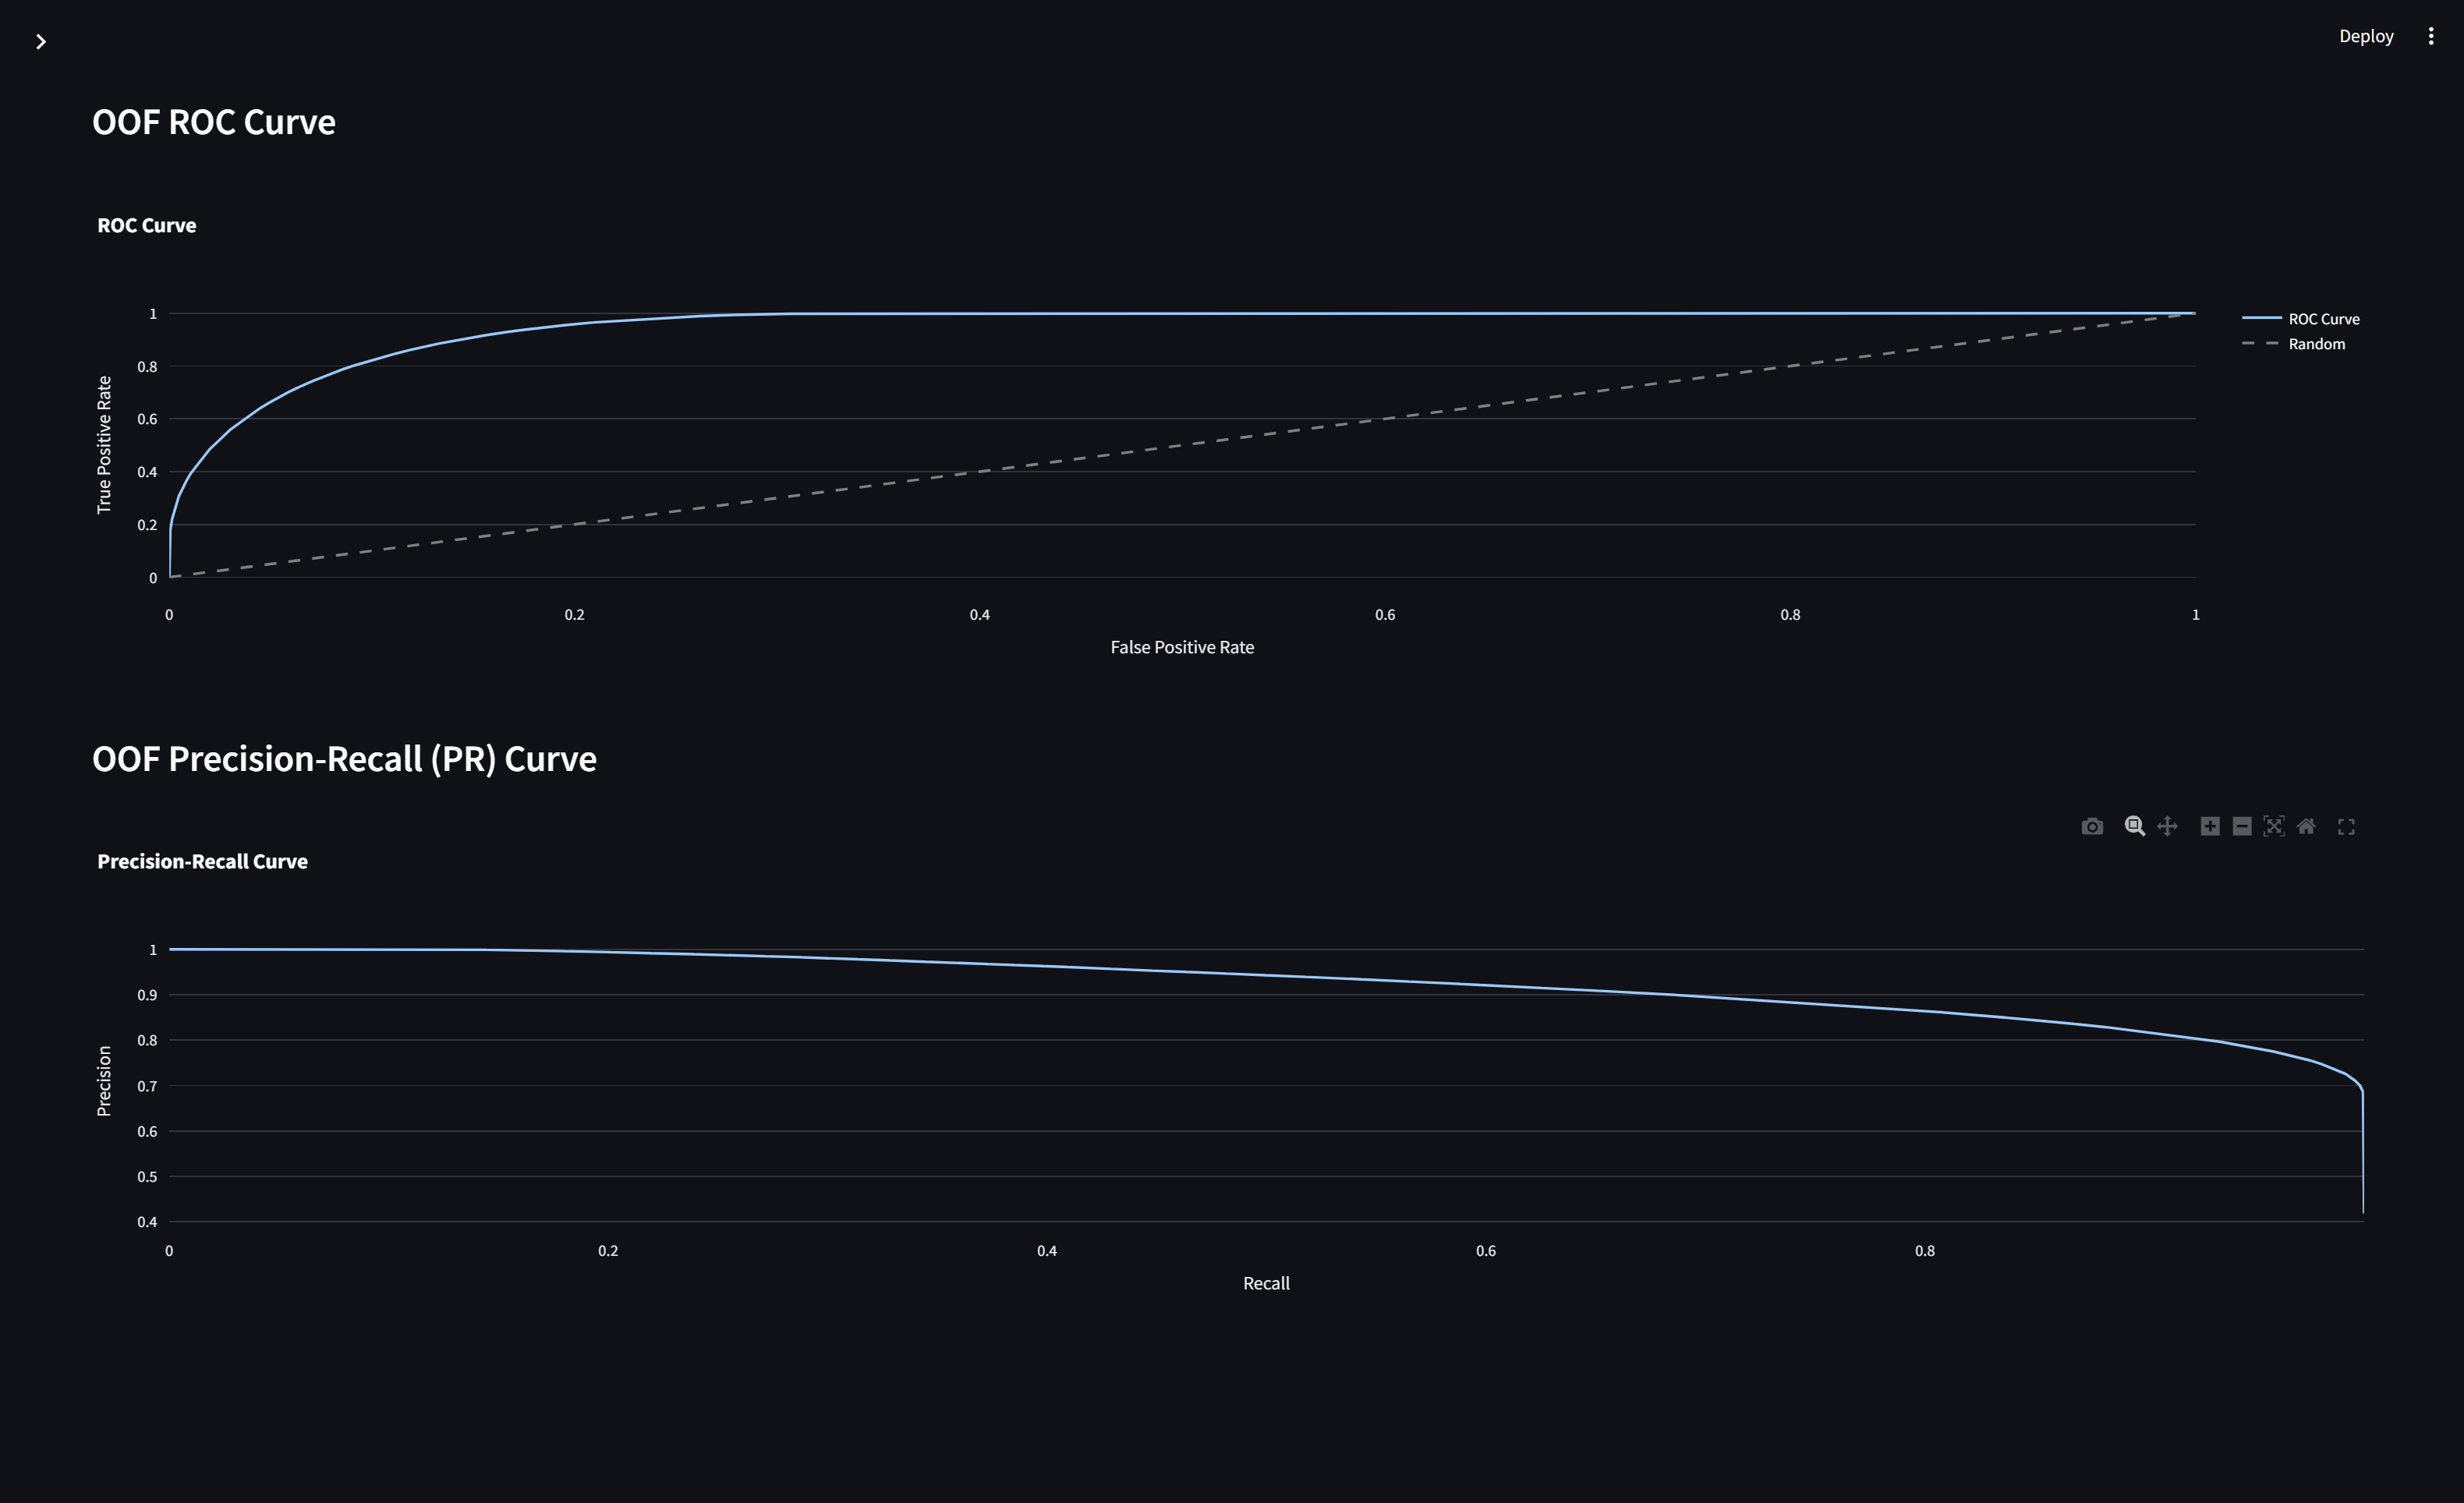 Deploy
OOF ROC Curve
ROC Curve
1
0.8
0.6
0.4
0.2
0
True Positive Rate
0
0.2
0.4
0.6
0.8
1
False Positive Rate
ROC Curve
Random
OOF Precision-Recall (PR) Curve
Precision-Recall Curve
1
0.9
0.8
0.7
0.6
0.5
0.4
Precision
0
0.2
0.4
0.6
0.8
Recall